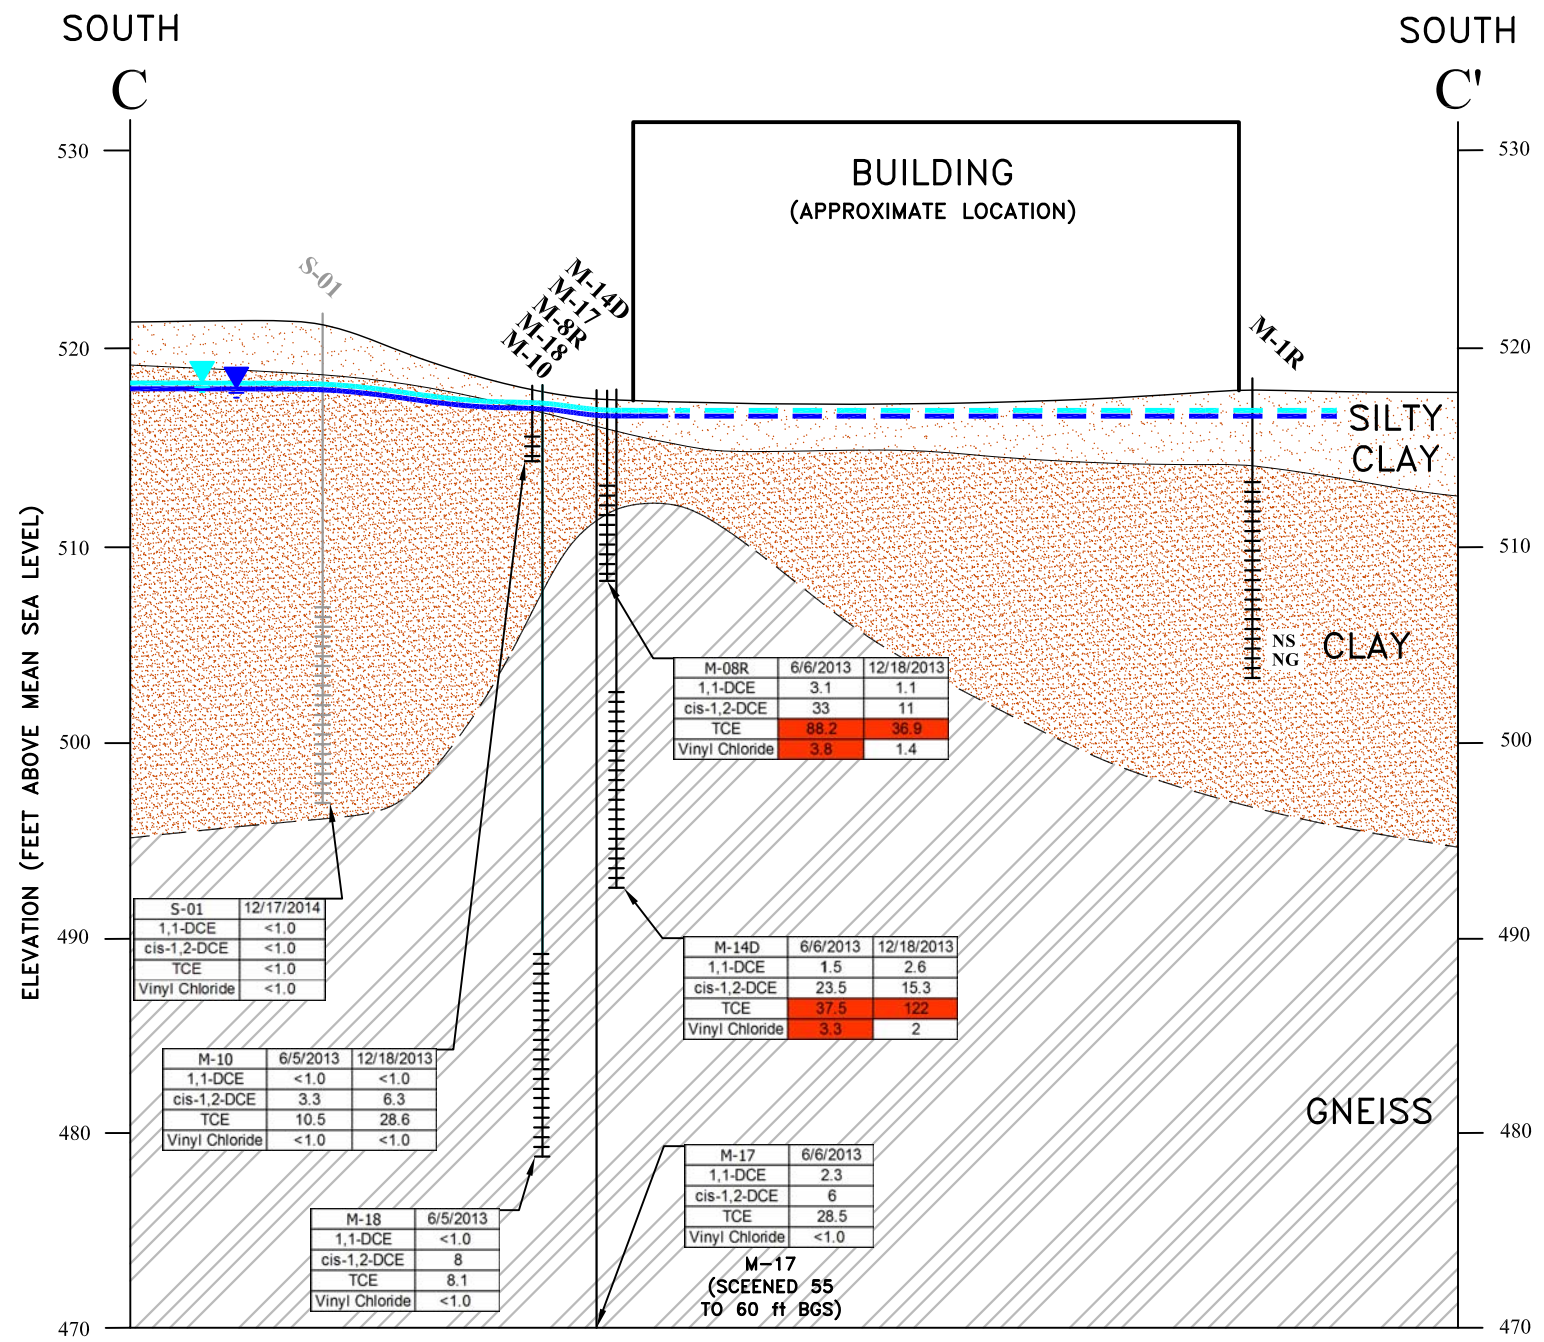 SOUTH
SOUTH
C
C'
530
530
BUILDING
(APPROXIMATE LOCATION)
S-01
M-14D
M-17
M-8R
M-18
M-10
M-1R
520
520
SILTY
CLAY
ELEVATION (FEET ABOVE MEAN SEA LEVEL)
510
510
NS
NG
CLAY
M-08R 6/6/2013 12/18/2013
1,1-DCE 3.1 1.1
cis-1,2-DCE 33 11
TCE 88.2 36.9
Vinyl Chloride 3.8 1.4
500
500
S-01 12/17/2014
1,1-DCE <1.0
cis-1,2-DCE <1.0
TCE <1.0
Vinyl Chloride <1.0
490
490
M-14D 6/6/2013 12/18/2013
1,1-DCE 1.5 2.6
cis-1,2-DCE 23.5 15.3
TCE 37.5 122
Vinyl Chloride 3.3 2
M-10 6/5/2013 12/18/2013
1,1-DCE <1.0 <1.0
cis-1,2-DCE 3.3 6.3
TCE 10.5 28.6
Vinyl Chloride <1.0 <1.0
GNEISS
480
480
M-17 6/6/2013
1,1-DCE 2.3
cis-1,2-DCE 6
TCE 28.5
Vinyl Chloride <1.0
M-17
(SCEENED 55
TO 60 ft BGS)
M-18 6/5/2013
1,1-DCE <1.0
cis-1,2-DCE 8
TCE 8.1
Vinyl Chloride <1.0
470
470